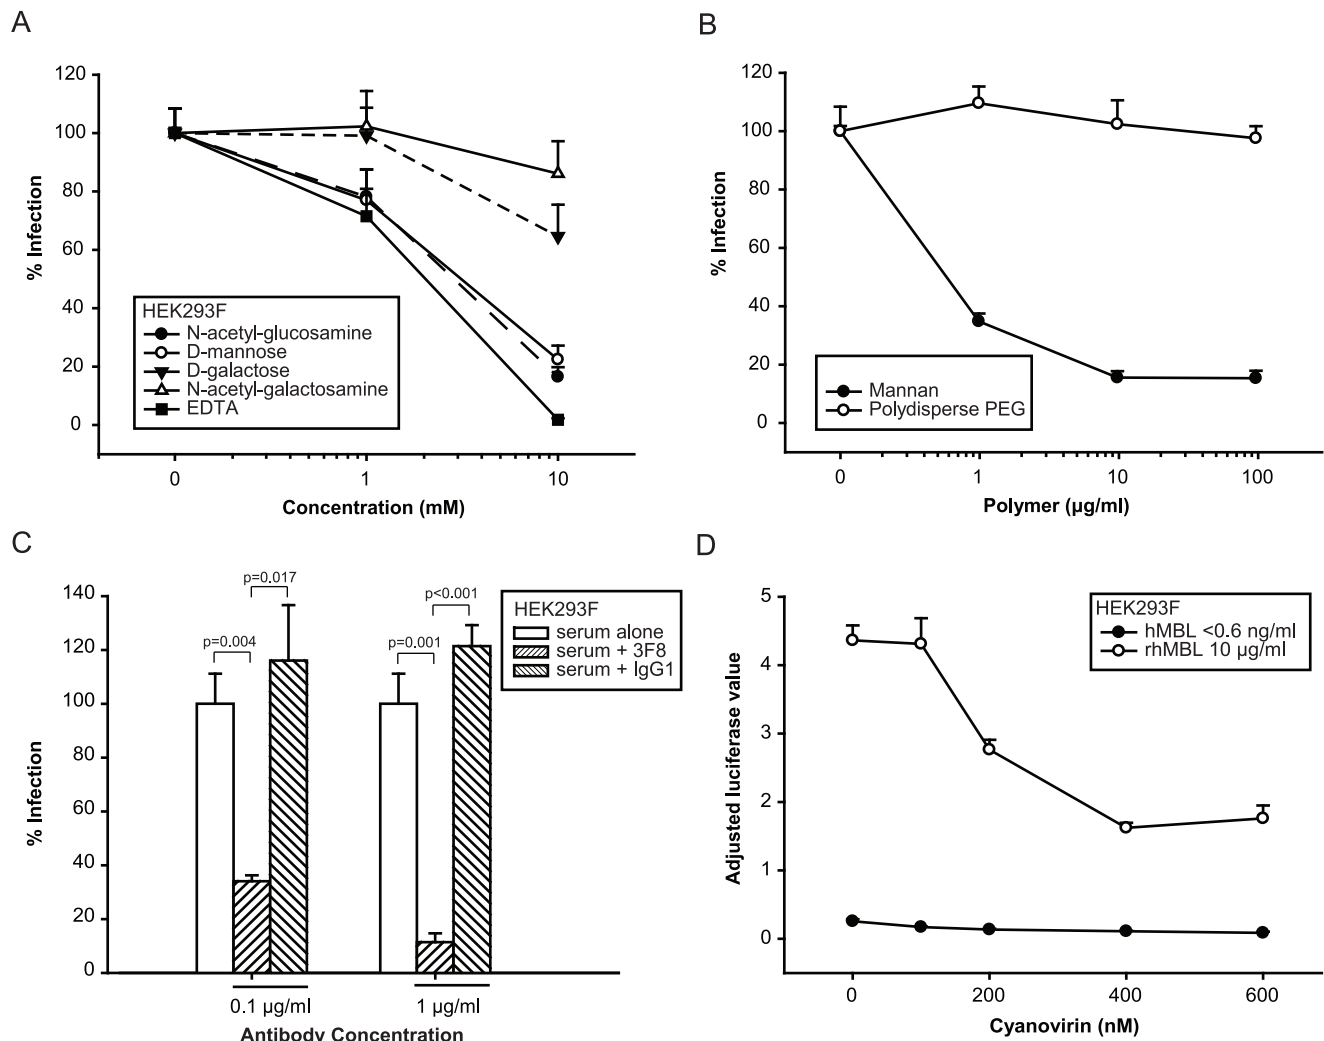 A
120
100
80
60
40
20
0
% Infection
HEK293F
N-acetyl-glucosamine
D-mannose
D-galactose
N-acetyl-galactosamine
EDTA
0 1 10
Concentration (mM)
B
120
100
80
60
40
20
0
% Infection
Mannan
Polydisperse PEG
0 1 10 100
Polymer (µg/ml)
C
140
120
100
80
60
40
20
0
% Infection
p=0.017
p=0.004
p<0.001
p=0.001
HEK293F
serum alone
serum + 3F8
serum + IgG1
0.1 µg/ml 1 µg/ml
Antibody Concentration
D
5
4
3
2
1
0
Adjusted luciferase value
HEK293F
hMBL <0.6 ng/ml
rhMBL 10 µg/ml
0 200 400 600
Cyanovirin (nM)